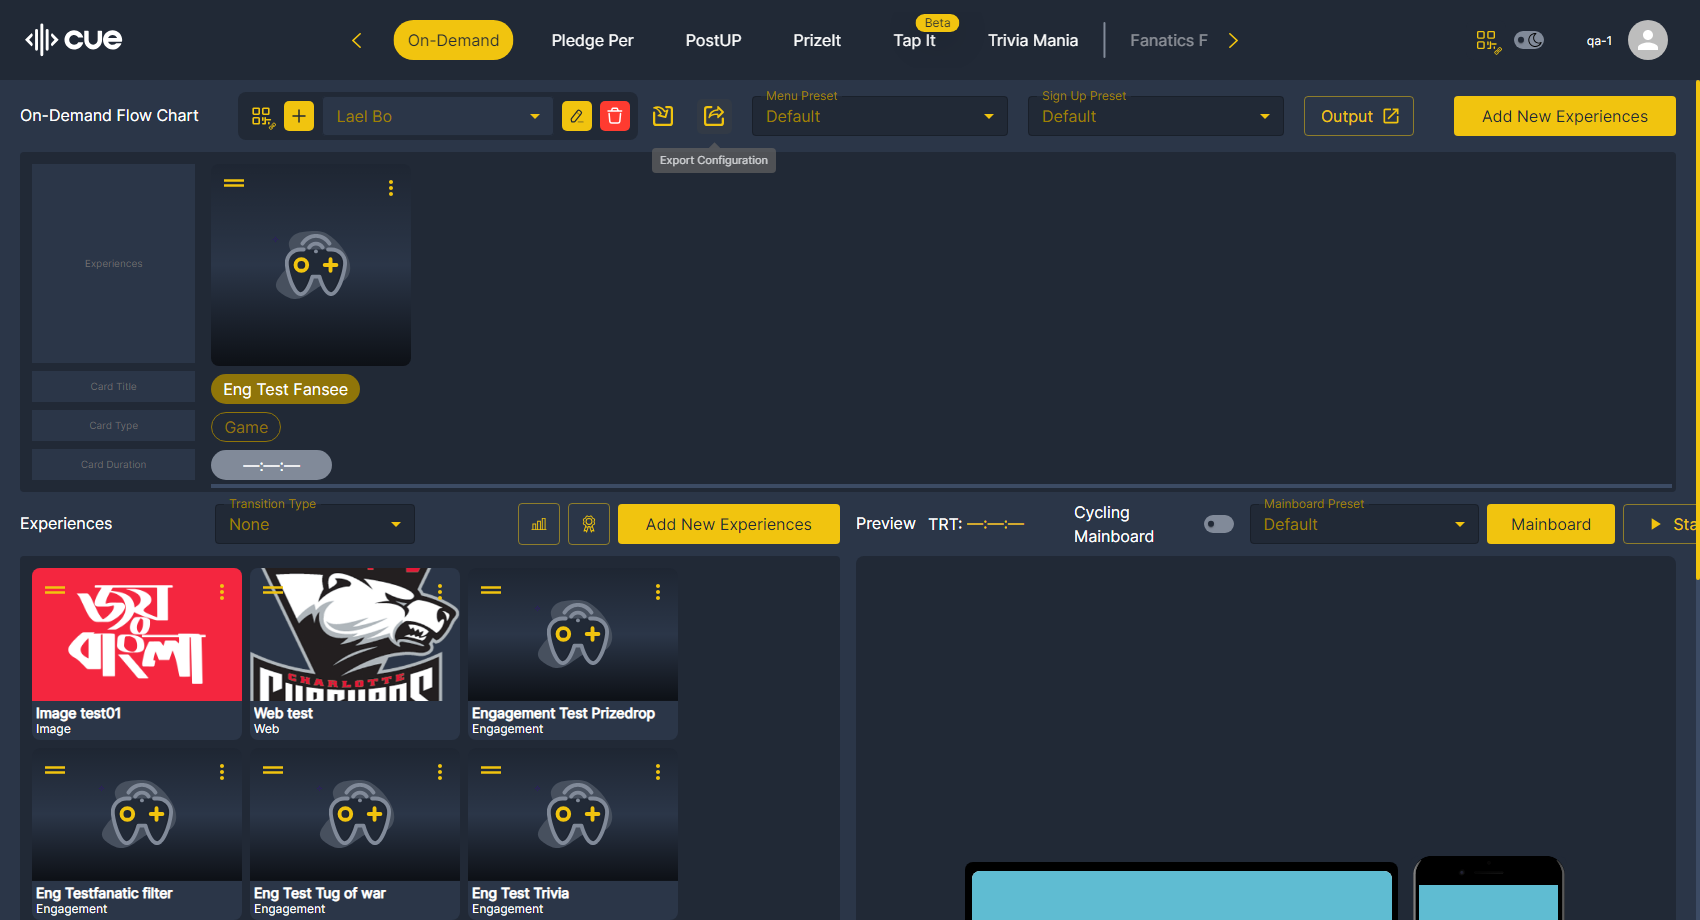 cue
On-Demand
Pledge Per
PostUP
PrizeIt
Beta
Tap It
Trivia Mania
Fanatics F
qa-1
On-Demand Flow Chart
Lael Bo
Menu Preset
Default
Sign Up Preset
Default
Output
Add New Experiences
Export Configuration
Experiences
Card Title
Eng Test Fansee
Card Type
Game
Card Duration
—:—:—
Experiences
Transition Type
None
Add New Experiences
Preview
TRT: —:—:—
Cycling
Mainboard
Mainboard Preset
Default
Mainboard
Sta
জয়
বাংলা
CHARLOTTE
Image test01
Image
Web test
Web
Engagement Test Prizedrop
Engagement
Eng Testfanatic filter
Engagement
Eng Test Tug of war
Engagement
Eng Test Trivia
Engagement